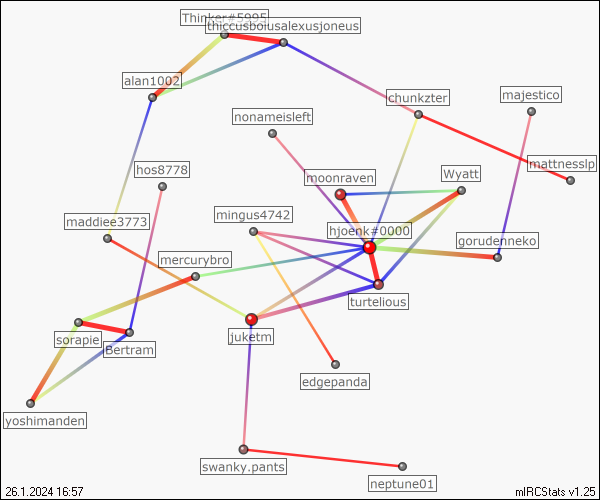 Thinker#5995
thiccusboiusalexusjoneus
alan1002
chunkzter
majestico
nonameisleft
hos8778
moonraven
Wyatt
mattnesslp
maddiee3773
mingus4742
hjoenk#0000
gorudenneko
mercurybro
turtelious
sorapie
Bertram
juketm
edgepanda
yoshimanden
swanky.pants
neptune01
26.1.2024 16:57
mIRCStats v1.25